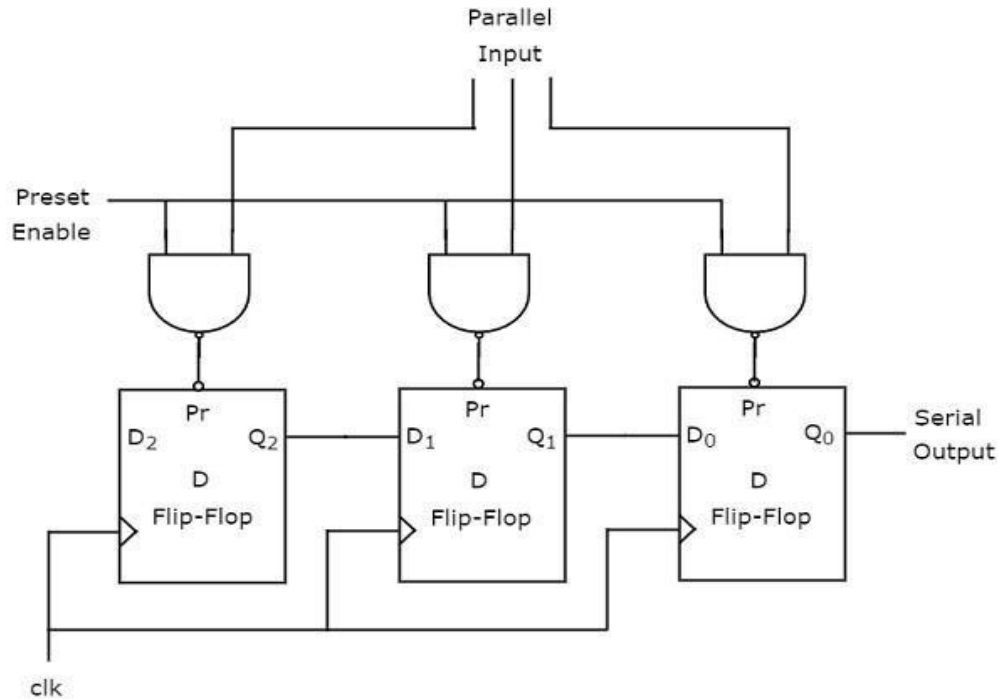 Parallel
Input
Preset
Enable
Pr
Pr
Pr
D₂
Q₂
D₁
Q₁
D₀
Q₀
Serial
Output
D
Flip-Flop
D
Flip-Flop
D
Flip-Flop
clk